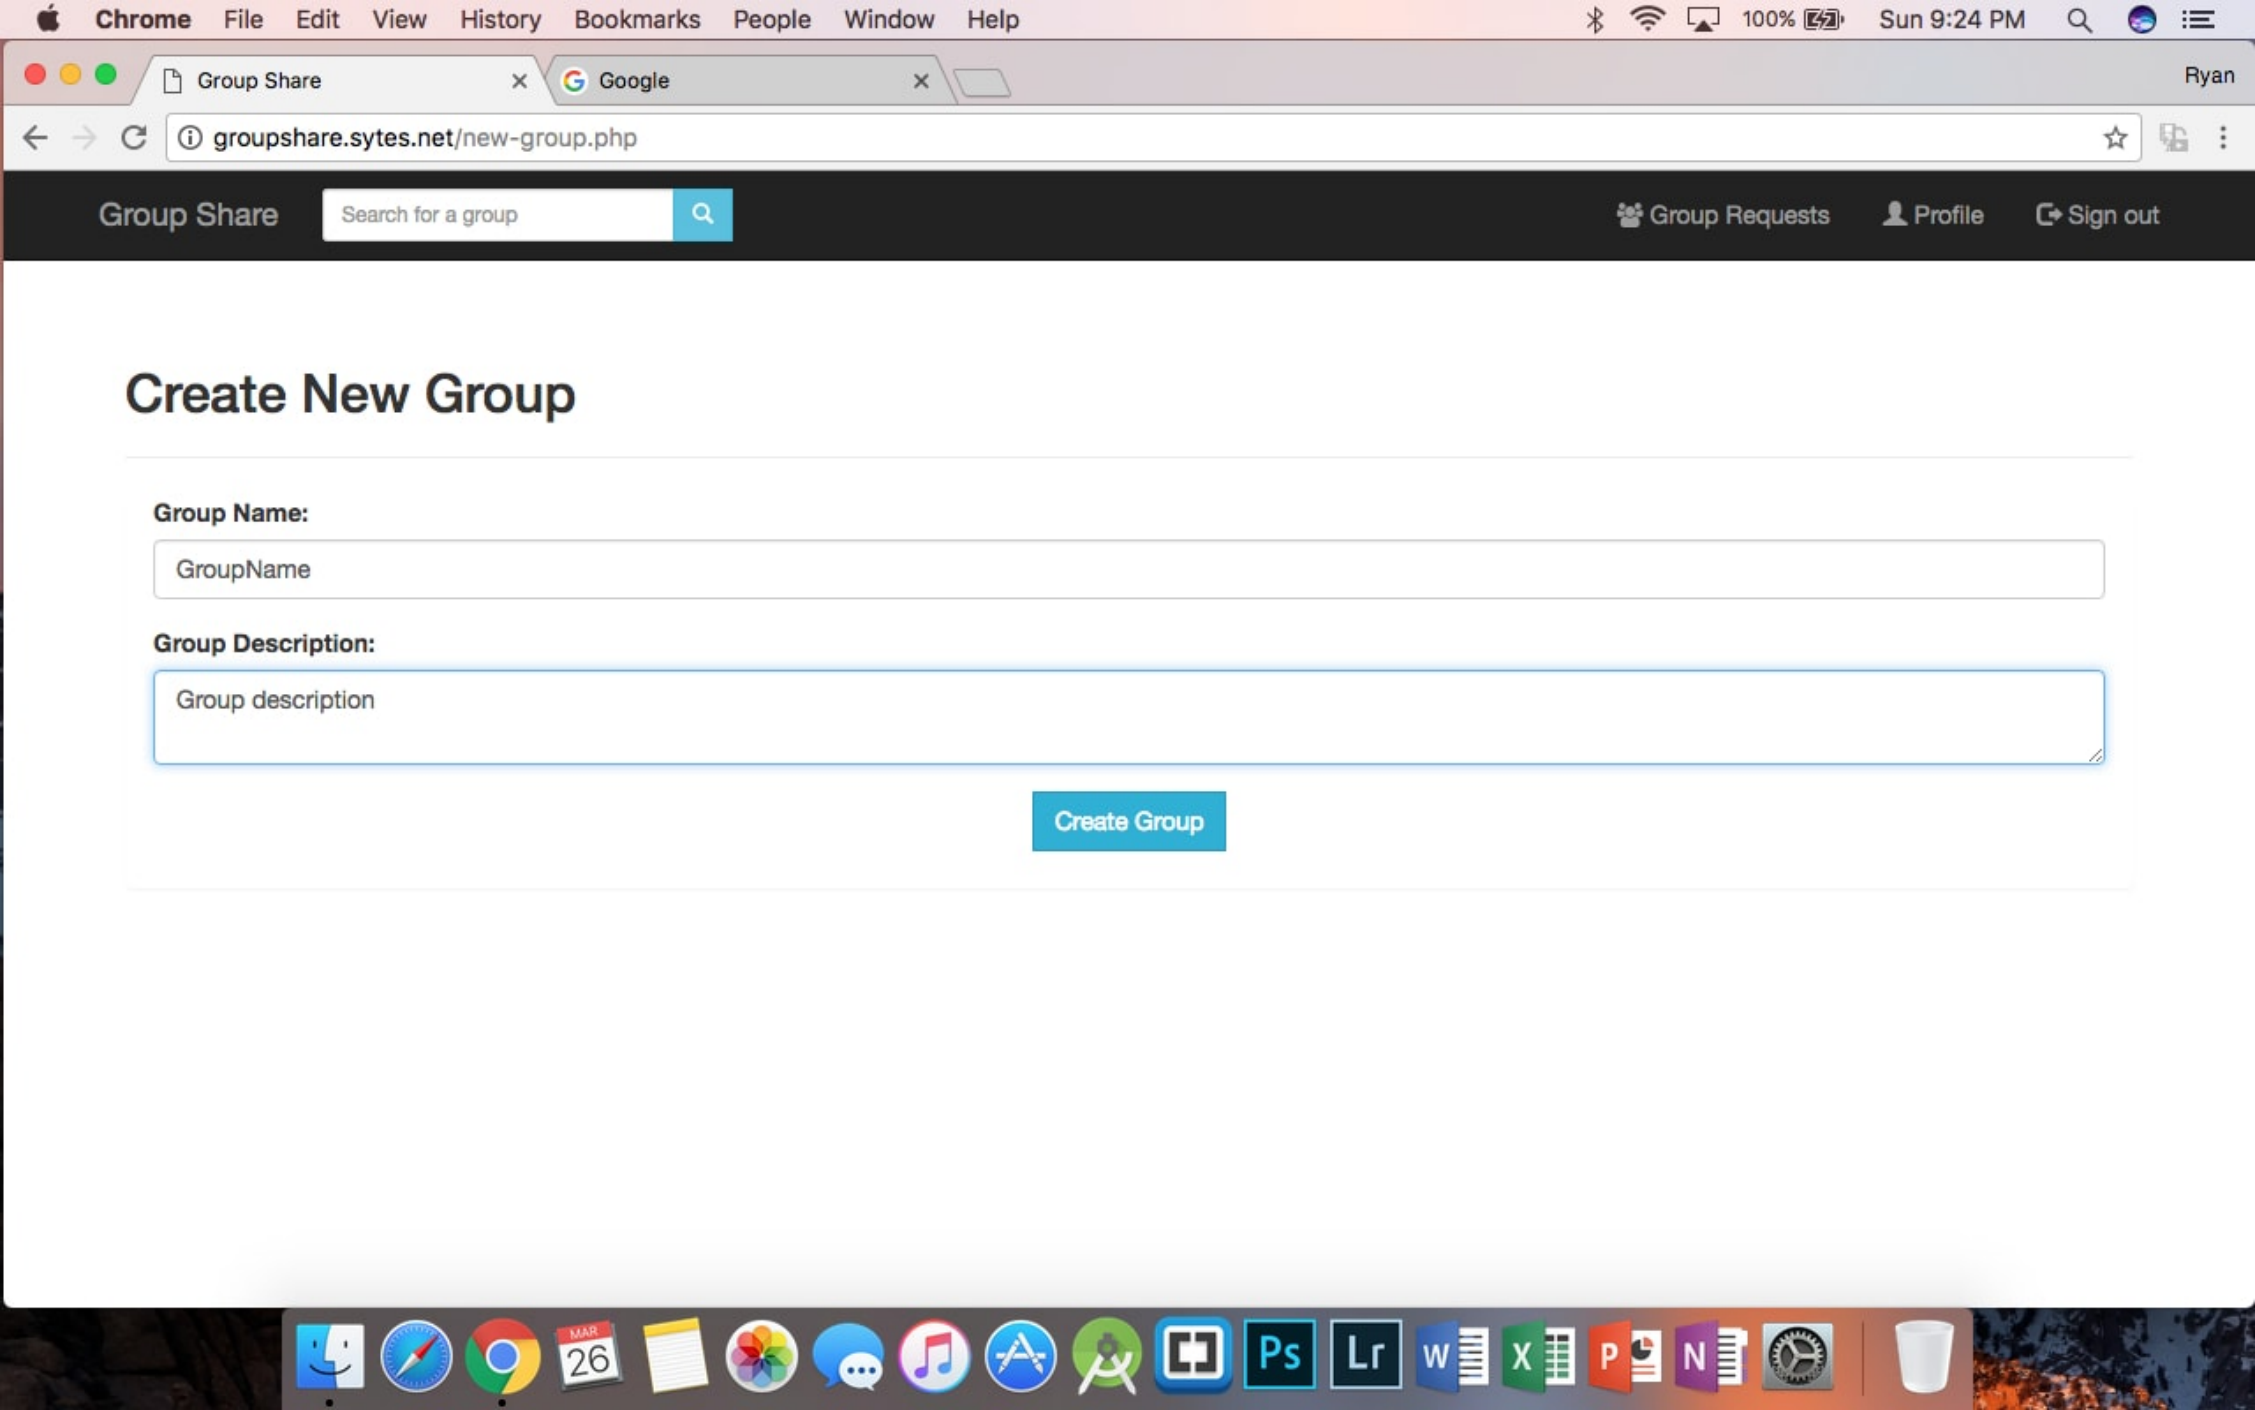 Chrome File Edit View History Bookmarks People Window Help 100% Sun 9:24 PM
Group Share Google Ryan
groupshare.sytes.net/new-group.php
Group Share Search for a group Group Requests Profile Sign out
Create New Group
Group Name:
GroupName
Group Description:
Group description
Create Group
MAR
26
Ps Lr W X P N